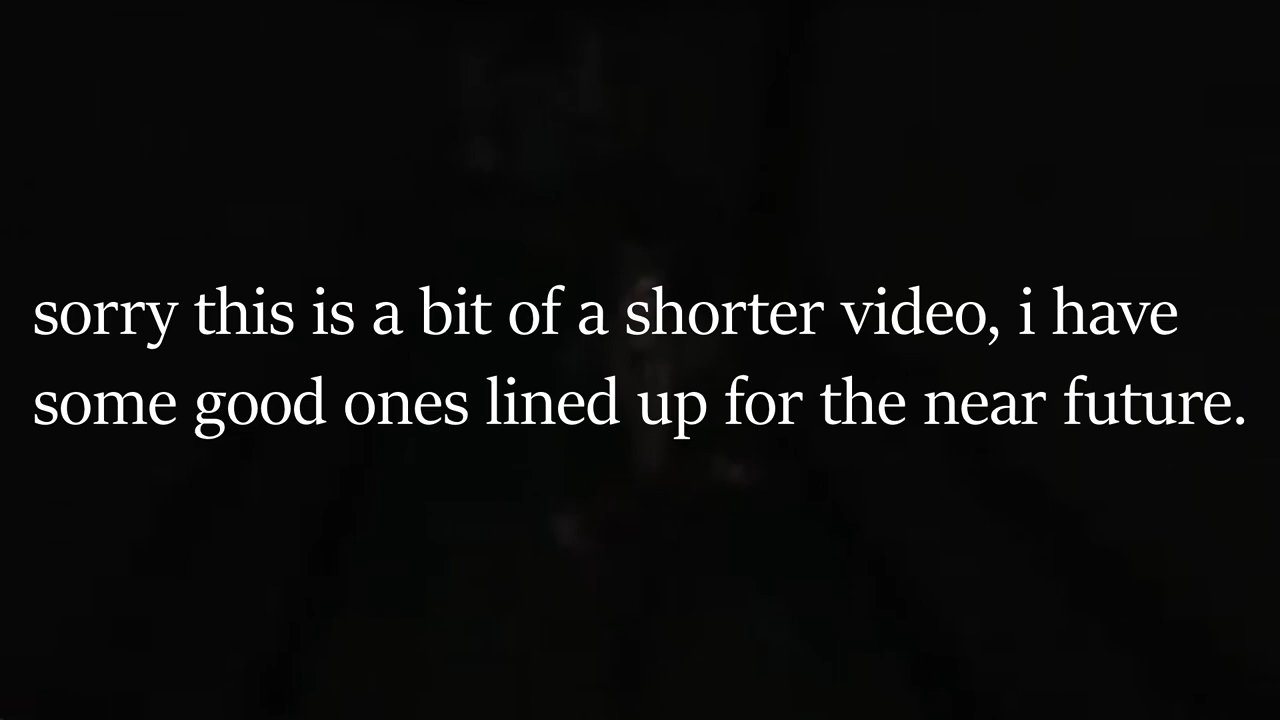 sorry this is a bit of a shorter video, i have
some good ones lined up for the near future.